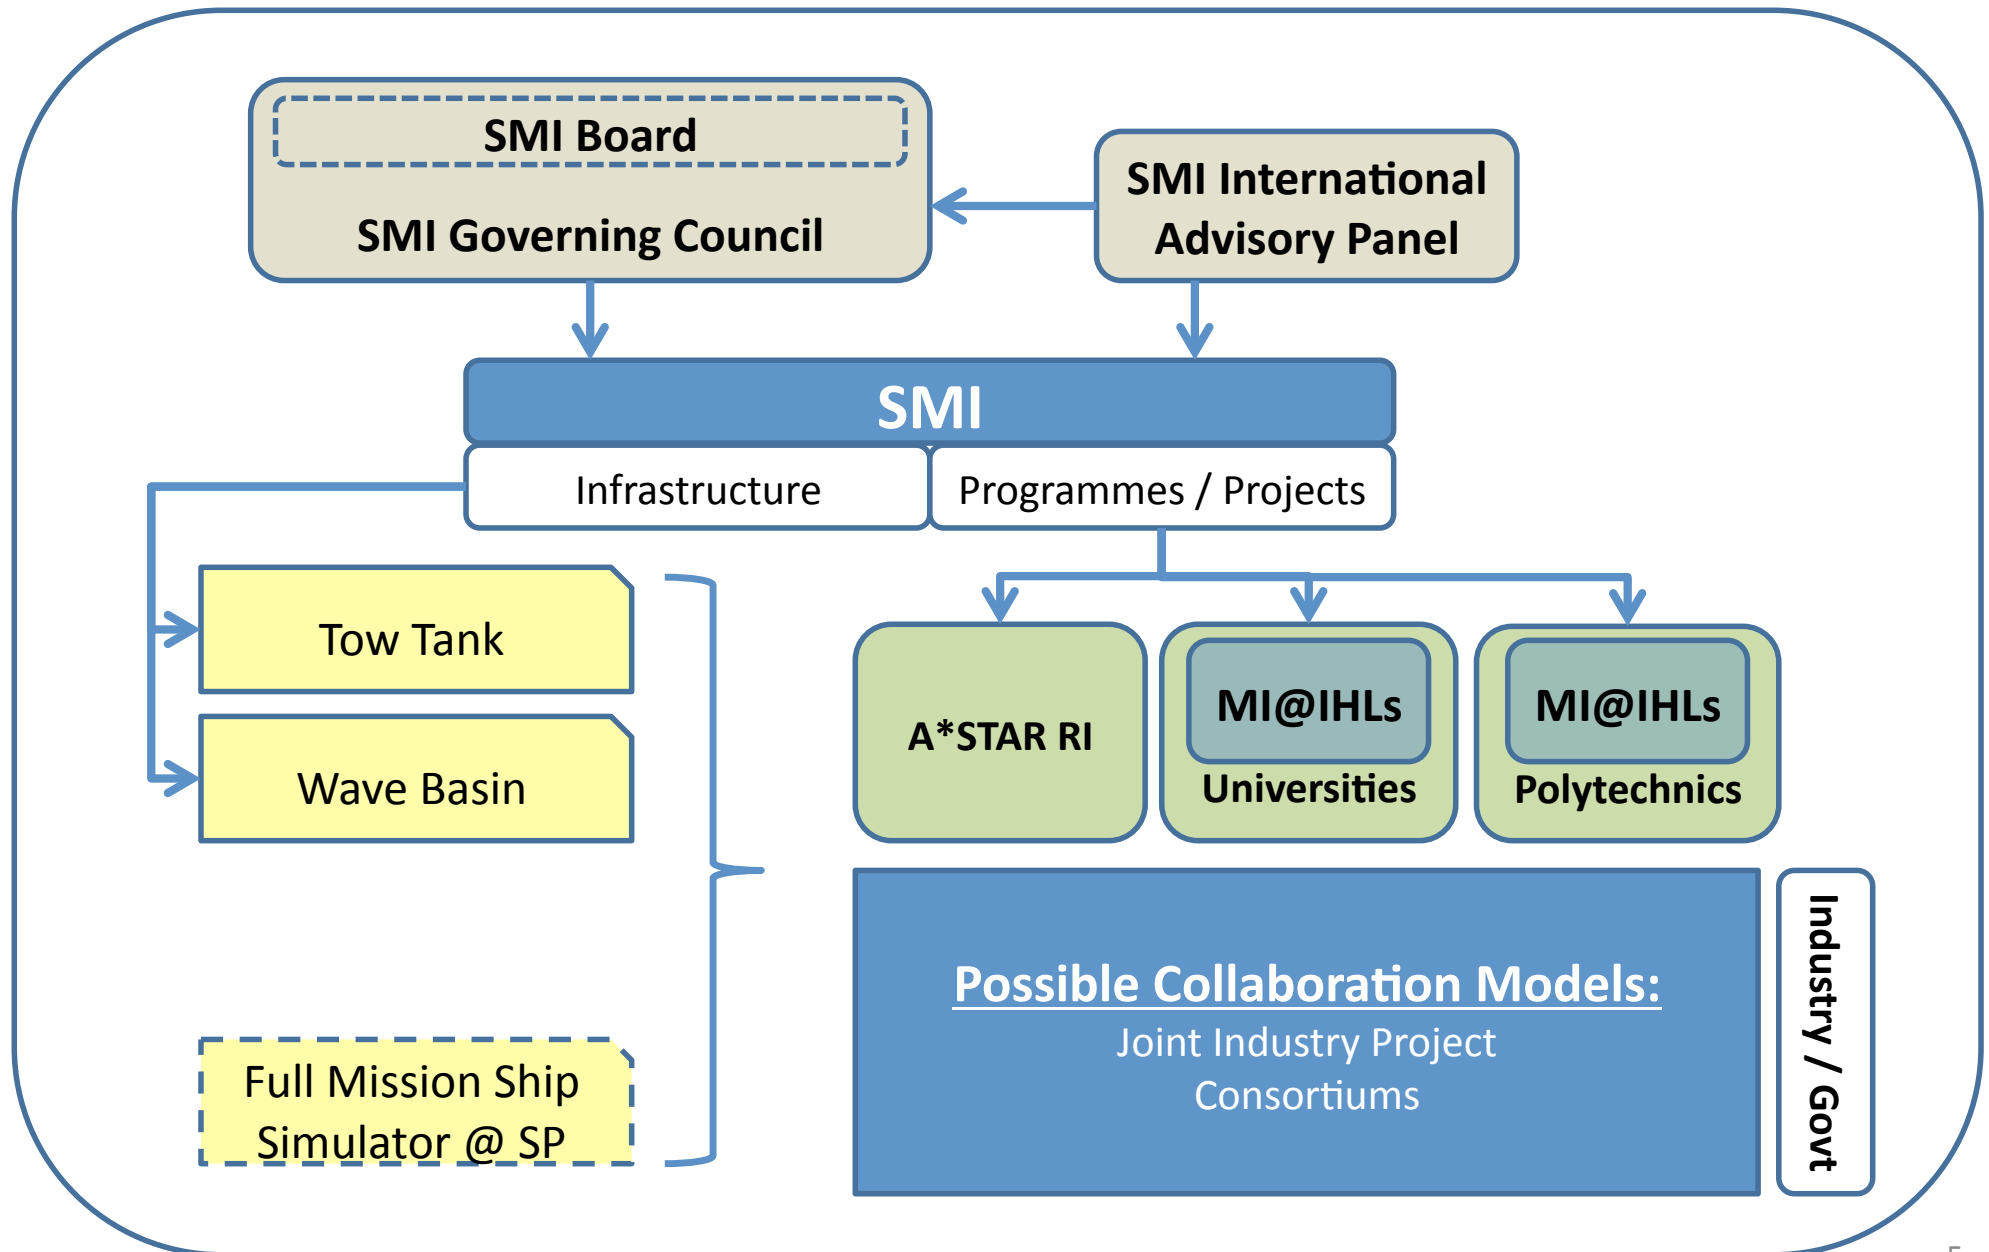 SMI Board
SMI Governing Council
SMI International
Advisory Panel
SMI
Infrastructure
Programmes / Projects
Tow Tank
Wave Basin
Full Mission Ship
Simulator @ SP
A*STAR RI
MI@IHLs
Universities
MI@IHLs
Polytechnics
Possible Collaboration Models:
Joint Industry Project
Consortiums
Industry / Govt